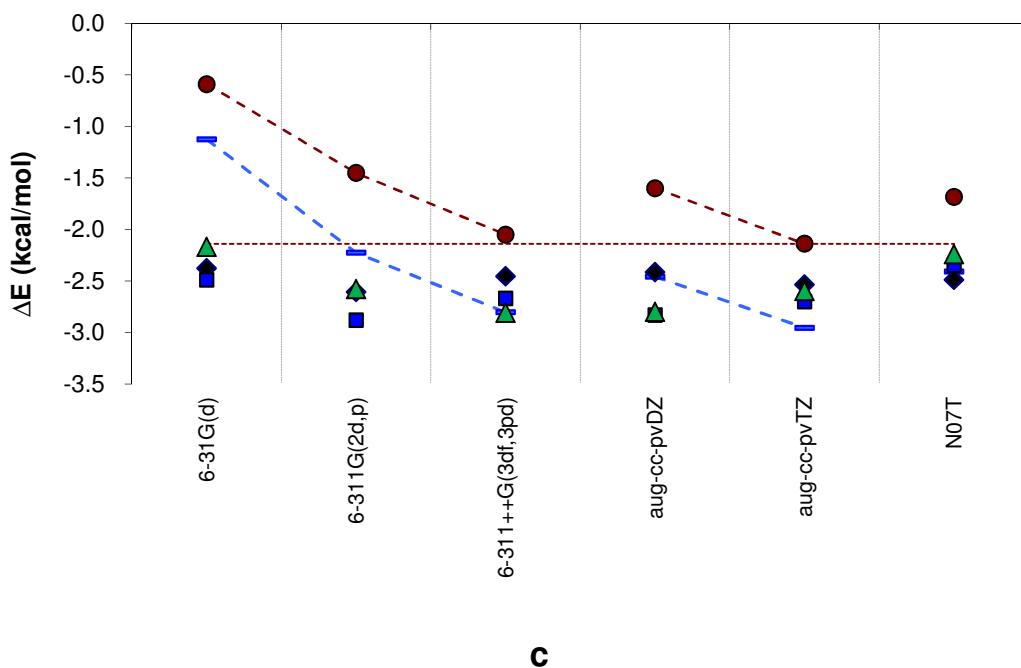 0.0
-0.5
-1.0
-1.5
-2.0
-2.5
-3.0
-3.5
ΔE (kcal/mol)
6-31G(d)
6-311G(2d,p)
6-311++G(3df,3pd)
aug-cc-pvDZ
aug-cc-pvTZ
N07T
c